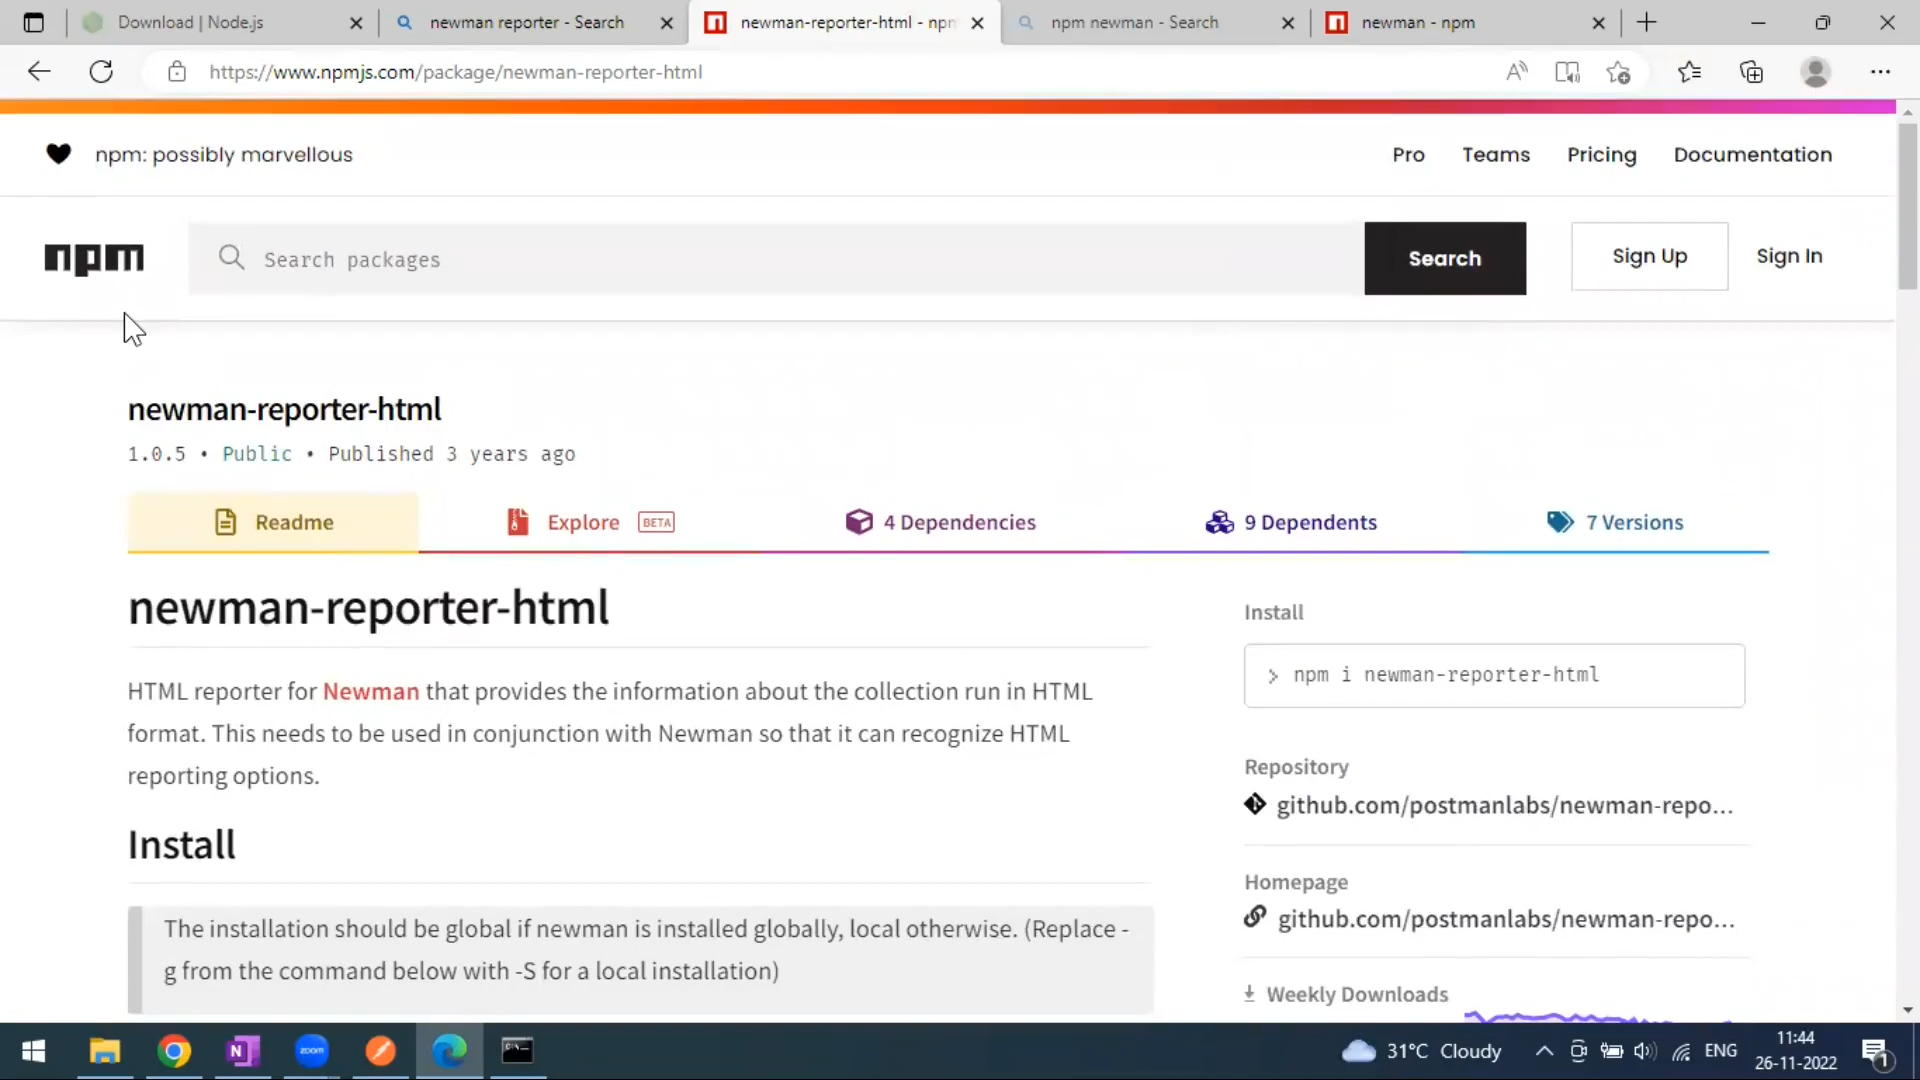 Download | Node.js
newman reporter - Search
newman-reporter-html - npm
npm newman - Search
newman - npm
https://www.npmjs.com/package/newman-reporter-html
npm: possibly marvellous
Pro
Teams
Pricing
Documentation
npm
Search packages
Search
Sign Up
Sign In
newman-reporter-html
1.0.5 • Public • Published 3 years ago
Readme
Explore BETA
4 Dependencies
9 Dependents
7 Versions
newman-reporter-html
HTML reporter for Newman that provides the information about the collection run in HTML
format. This needs to be used in conjunction with Newman so that it can recognize HTML
reporting options.
Install
The installation should be global if newman is installed globally, local otherwise. (Replace -
g from the command below with -S for a local installation)
Install
> npm i newman-reporter-html
Repository
github.com/postmanlabs/newman-repo...
Homepage
github.com/postmanlabs/newman-repo...
Weekly Downloads
N
zoom
31°C Cloudy
ENG
11:44
26-11-2022
1